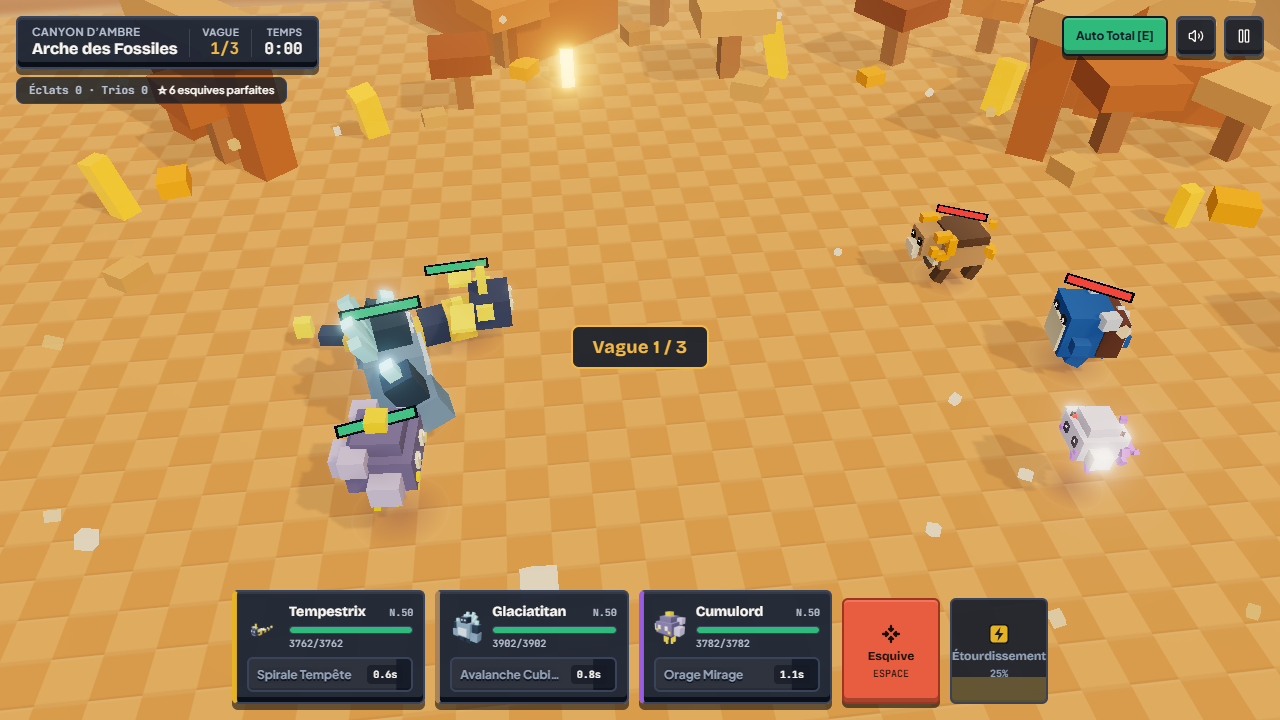 CANYON D'AMBRE
Arche des Fossiles
VAGUE
1/3
TEMPS
0:00
Éclats 0 · Trios 0 ★ 6 esquives parfaites
Auto Total [E]
Vague 1 / 3
Tempestrix N.50
3762/3762
Spirale Tempête 0.6s
Glaciatitan N.50
3902/3902
Avalanche Cubi... 0.8s
Cumulord N.50
3782/3782
Orage Mirage 1.1s
Esquive
ESPACE
Étourdissement
25%